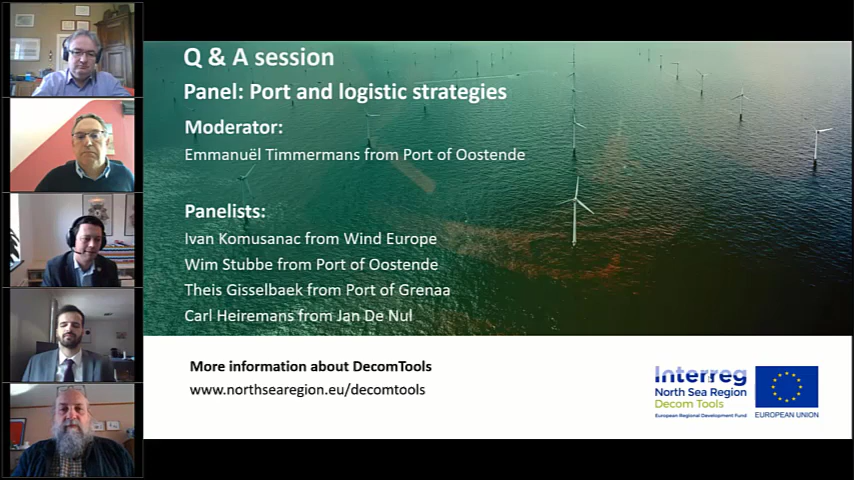 Q & A session
Panel: Port and logistic strategies
Moderator:
Emmanuël Timmermans from Port of Oostende
Panelists:
Ivan Komusanac from Wind Europe
Wim Stubbe from Port of Oostende
Theis Gisselbaek from Port of Grenaa
Carl Heiremans from Jan De Nul
More information about DecomTools
www.northsearegion.eu/decomtools
Interreg
North Sea Region
Decom Tools
European Regional Development Fund
EUROPEAN UNION